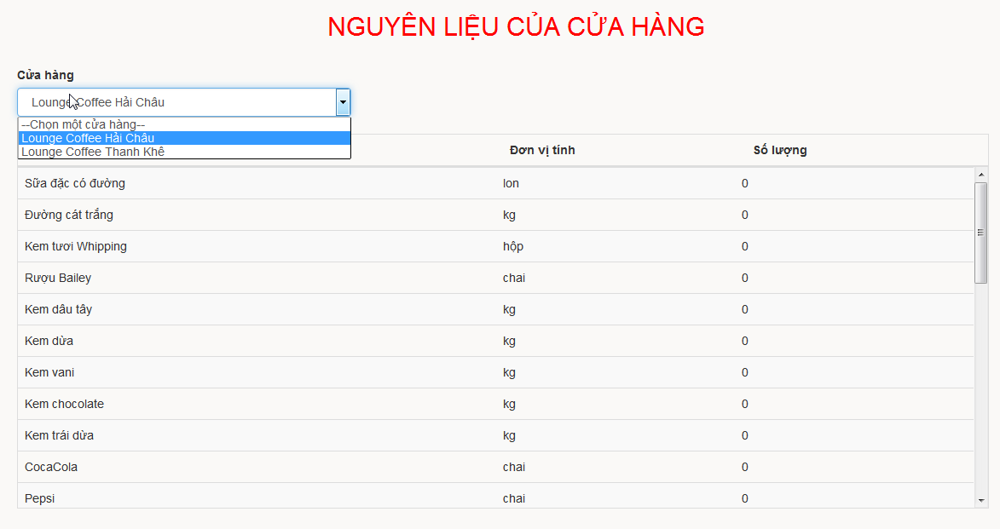 NGUYÊN LIỆU CỦA CỬA HÀNG
Cửa hàng
Lounge Coffee Hải Châu
--Chọn một cửa hàng--
Lounge Coffee Hải Châu
Lounge Coffee Thanh Khê
Đơn vị tính Số lượng
Sữa đặc có đường lon 0
Đường cát trắng kg 0
Kem tươi Whipping hộp 0
Rượu Bailey chai 0
Kem dâu tây kg 0
Kem dừa kg 0
Kem vani kg 0
Kem chocolate kg 0
Kem trái dừa kg 0
CocaCola chai 0
Pepsi chai 0